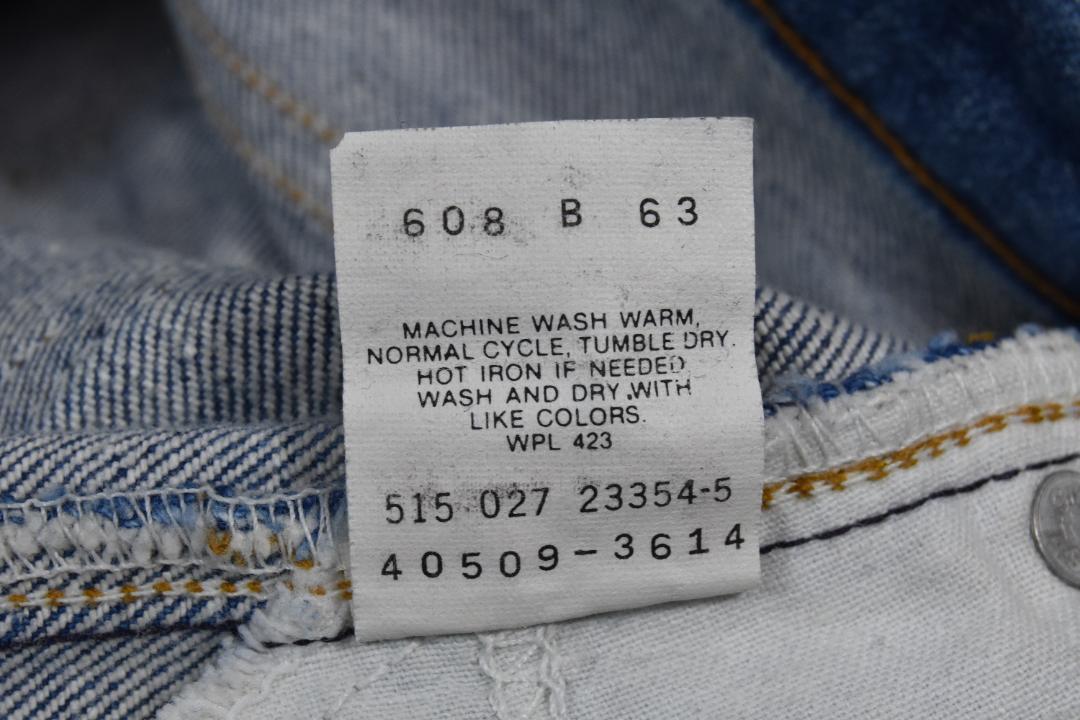 608 B 63
MACHINE WASH WARM,
NORMAL CYCLE, TUMBLE DRY.
HOT IRON IF NEEDED
WASH AND DRY WITH
LIKE COLORS.
WPL 423
515 027 23354-5
40509-3614